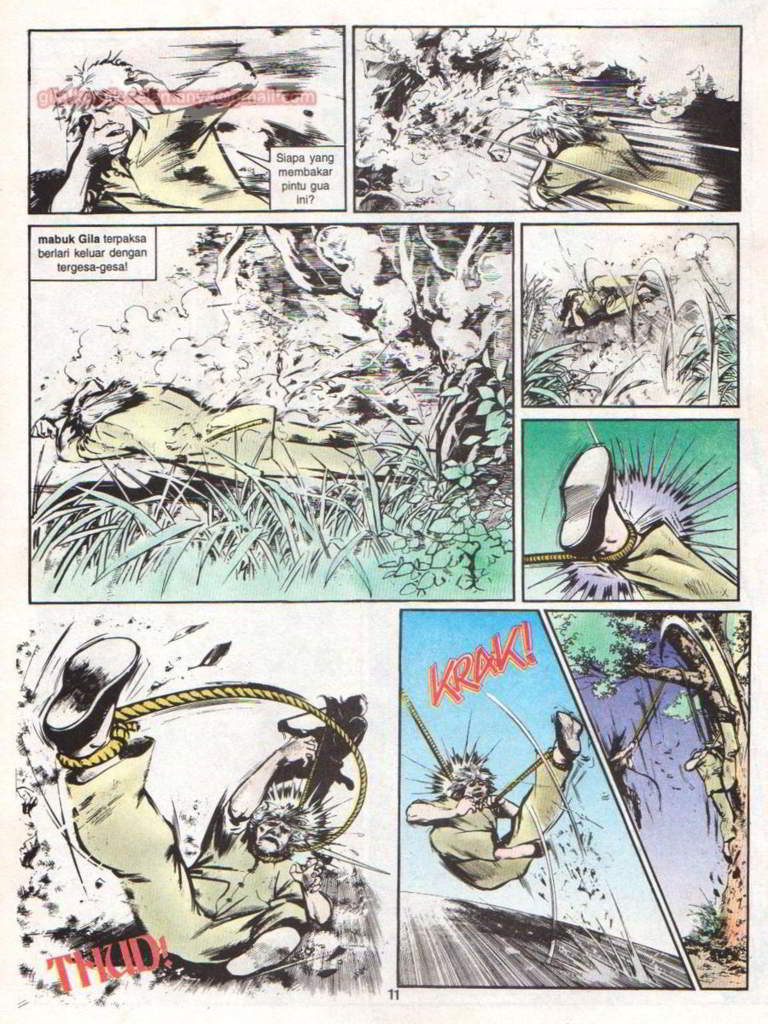 Siapa yang
membakar
pintu gua
ini?
mabuk Gila terpaksa
berlari keluar dengan
tergesa-gesa!
THUD!
KRAK!
11